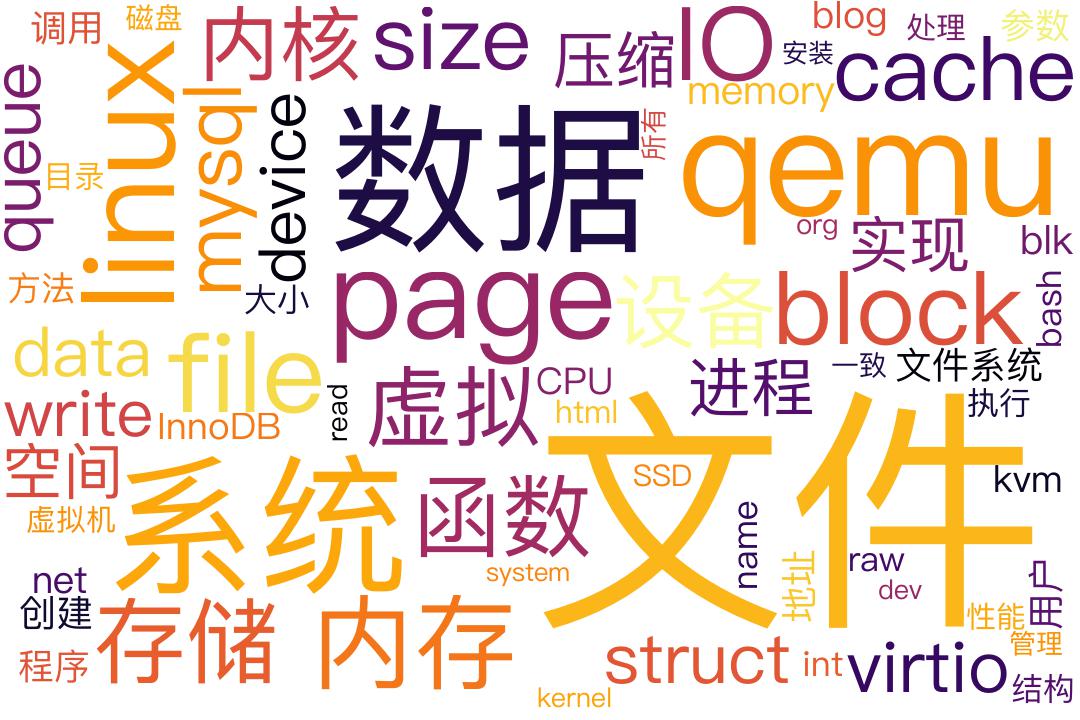 调用
磁盘
内核
size
压缩
IO
blog
处理
参数
安装
cache
memory
queue
目录
linux
mysql
device
数据
所有
qemu
org
实现
blk
方法
大小
page
设备
block
bash
data
file
read
虚拟
CPU
html
进程
一致
文件系统
执行
write
InnoDB
空间
系统
函数
文件
SSD
kvm
虚拟机
system
name
地址
raw
dev
用户
net
创建
存储
内存
性能
管理
程序
struct
int
virtio
结构
kernel